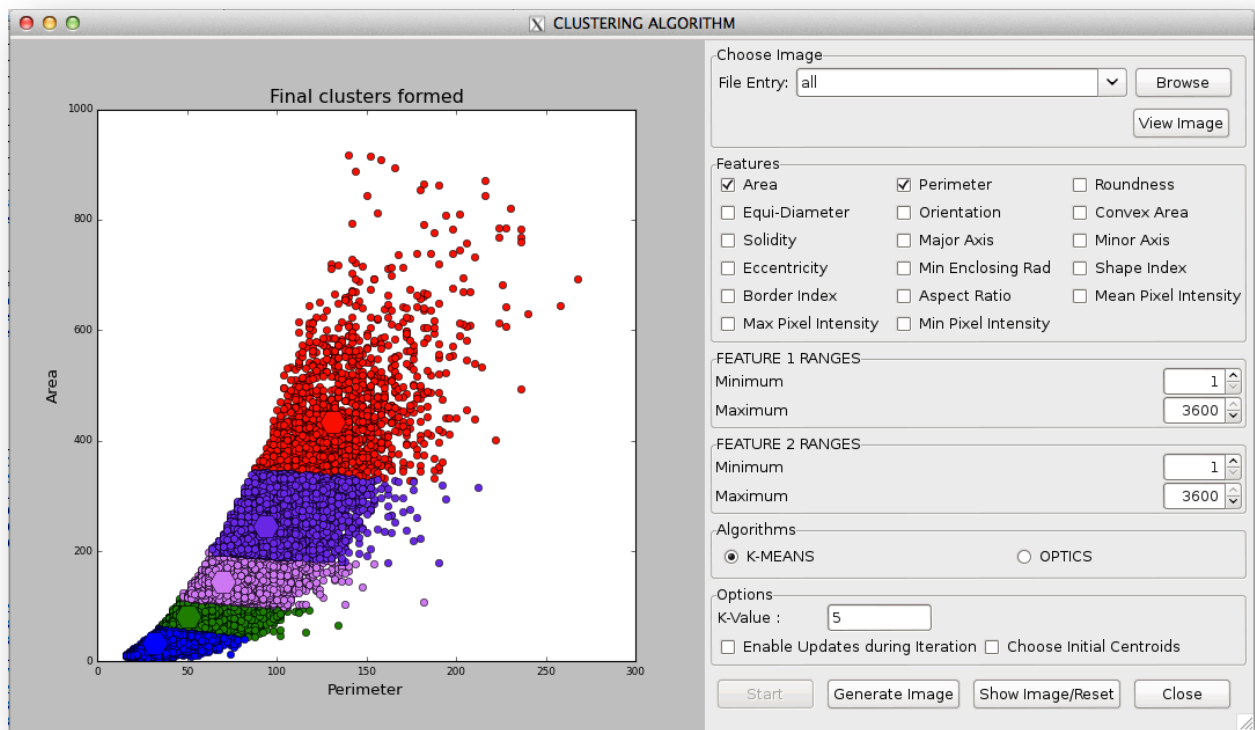 CLUSTERING ALGORITHM
Final clusters formed
1000
800
600
400
200
0
Area
0 50 100 150 200 250 300
Perimeter
Choose Image
File Entry: all Browse
View Image
Features
Area Perimeter Roundness
Equi-Diameter Orientation Convex Area
Solidity Major Axis Minor Axis
Eccentricity Min Enclosing Rad Shape Index
Border Index Aspect Ratio Mean Pixel Intensity
Max Pixel Intensity Min Pixel Intensity
FEATURE 1 RANGES
Minimum 1
Maximum 3600
FEATURE 2 RANGES
Minimum 1
Maximum 3600
Algorithms
K-MEANS OPTICS
Options
K-Value : 5
Enable Updates during Iteration Choose Initial Centroids
Start Generate Image Show Image/Reset Close